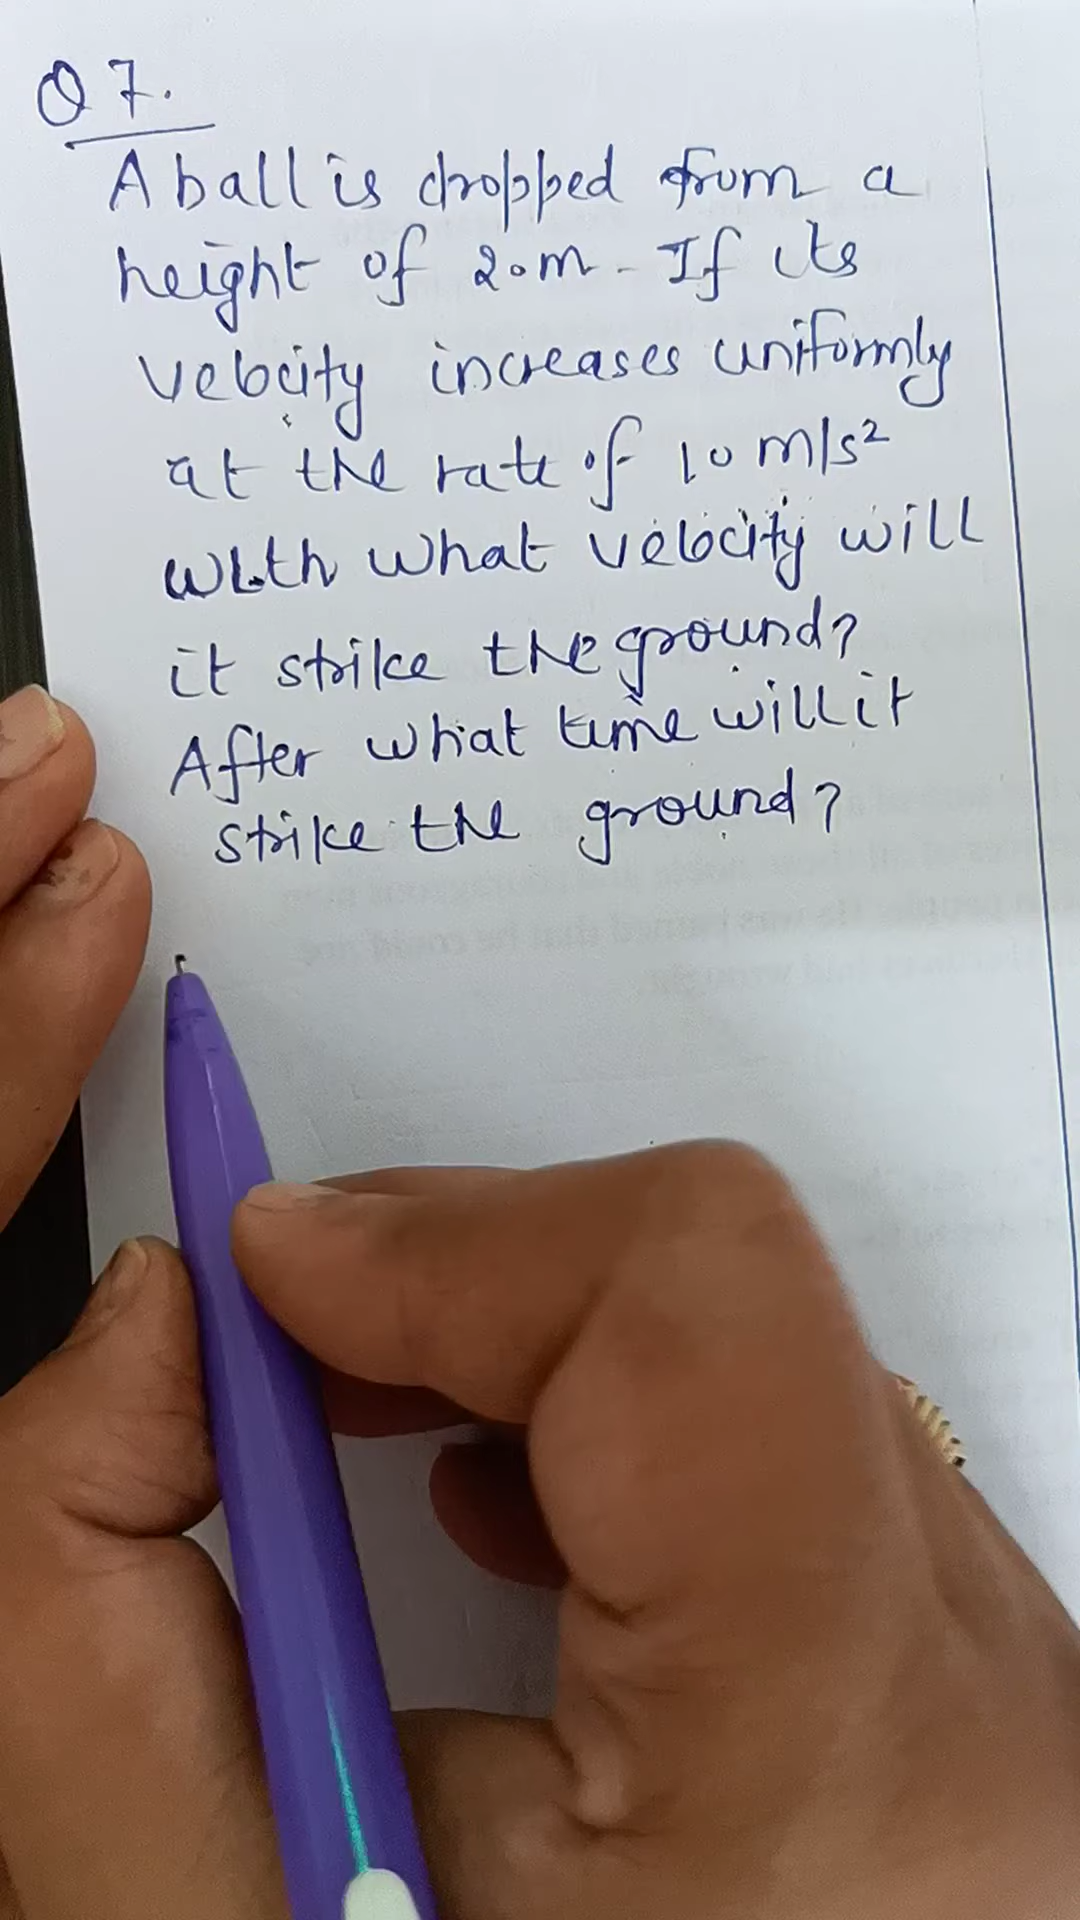 Q 7.
A ball is dropped from a
height of 20m. If its
velocity increases uniformly
at the rate of 10 m/s²
with what velocity will
it strike the ground?
After what time will it
strike the ground?